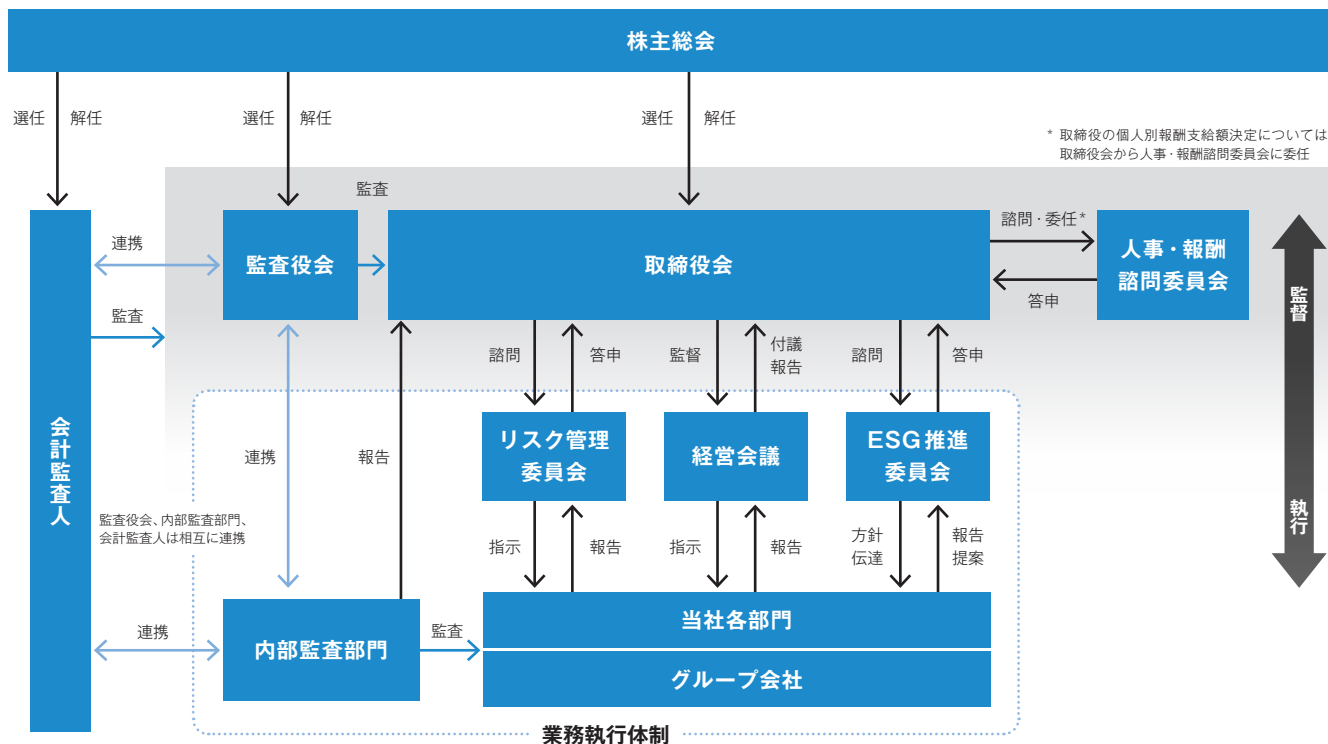 株主総会
選任
解任
選任
解任
選任
解任
* 取締役の個人別報酬支給額決定については
取締役会から人事・報酬諮問委員会に委任
監査
連携
監査役会
取締役会
諮問・委任*
答申
人事・報酬
諮問委員会
監査
諮問
答申
監督
付議
報告
諮問
答申
監督
執行
会計監査人
連携
報告
リスク管理
委員会
経営会議
ESG推進
委員会
監査役会、内部監査部門、
会計監査人は相互に連携
指示
報告
指示
報告
方針
伝達
報告
提案
連携
内部監査部門
監査
当社各部門
グループ会社
業務執行体制